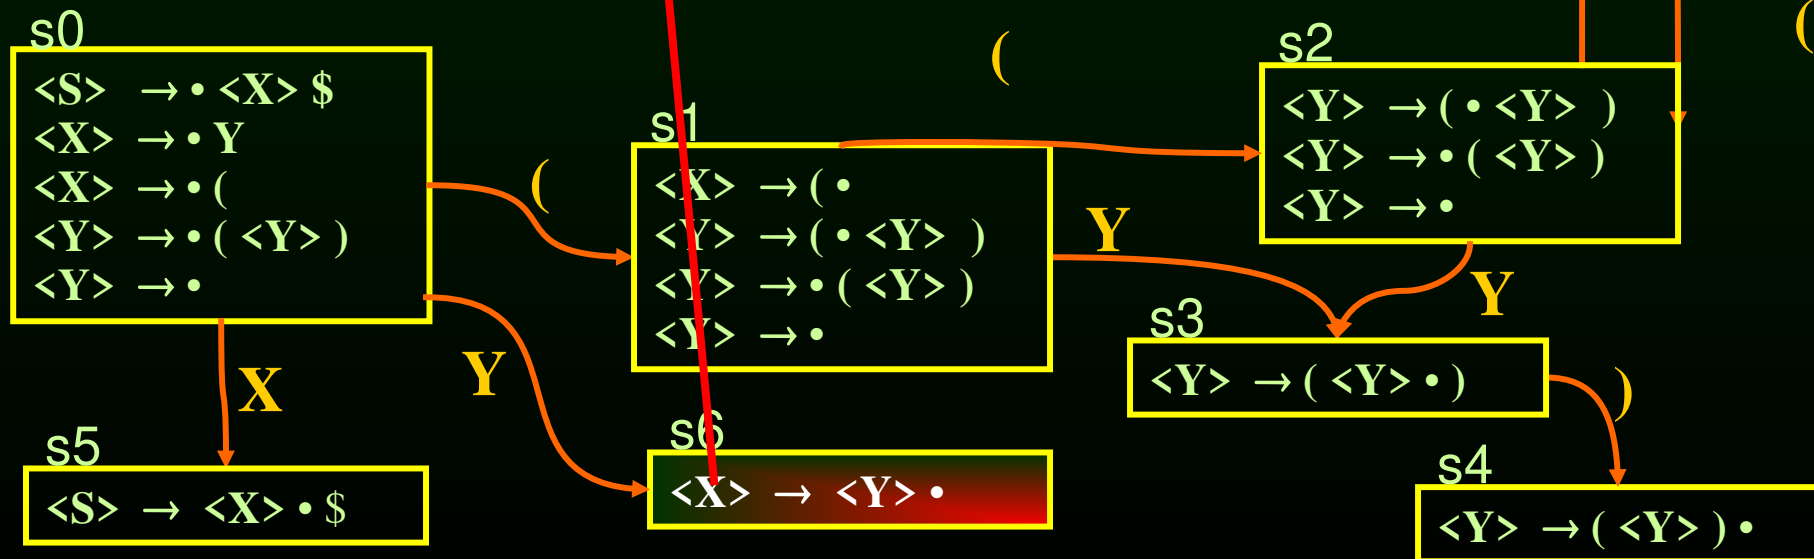 s0
<S> → • <X> $
<X> → • Y
<X> → • (
<Y> → • ( <Y> )
<Y> → •
(
s1
<X> → ( •
<Y> → ( • <Y> )
<Y> → • ( <Y> )
<Y> → •
(
s2
<Y> → ( • <Y> )
<Y> → • ( <Y> )
<Y> → •
(
Y
Y
s3
<Y> → ( <Y> • )
)
X
Y
s5
<S> → <X> • $
s6
<X> → <Y> •
s4
<Y> → ( <Y> ) •